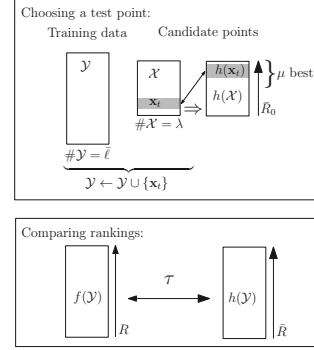 Choosing a test point:
Training data Candidate points
𝒴 𝒳 h(x_t) } μ best
x_t ⇒ h(𝒳)
#𝒳 = λ R̄_0
#𝒴 = ℓ̄
𝒴 ← 𝒴 ∪ {x_t}
Comparing rankings:
τ
f(𝒴) h(𝒴)
R R̄